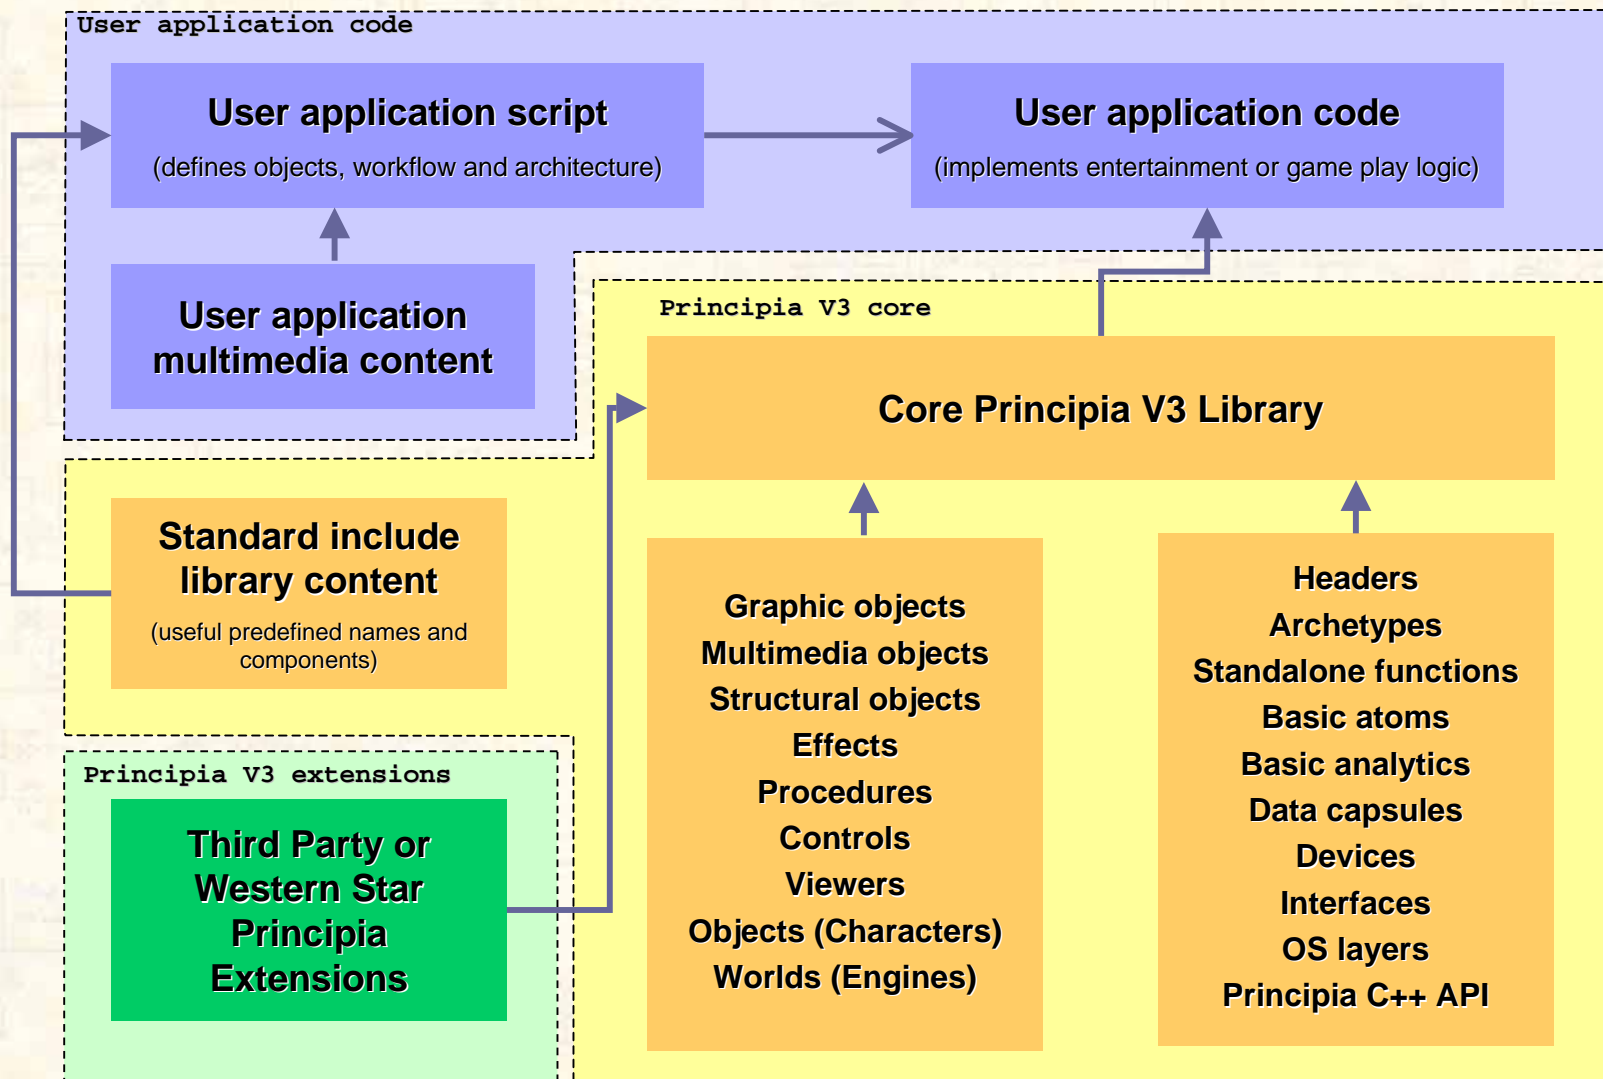 User application code
User application script
(defines objects, workflow and architecture)
User application code
(implements entertainment or game play logic)
User application
multimedia content
Principia V3 core
Core Principia V3 Library
Standard include
library content
(useful predefined names and
components)
Graphic objects
Multimedia objects
Structural objects
Effects
Procedures
Controls
Viewers
Objects (Characters)
Worlds (Engines)
Headers
Archetypes
Standalone functions
Basic atoms
Basic analytics
Data capsules
Devices
Interfaces
OS layers
Principia C++ API
Principia V3 extensions
Third Party or
Western Star
Principia
Extensions